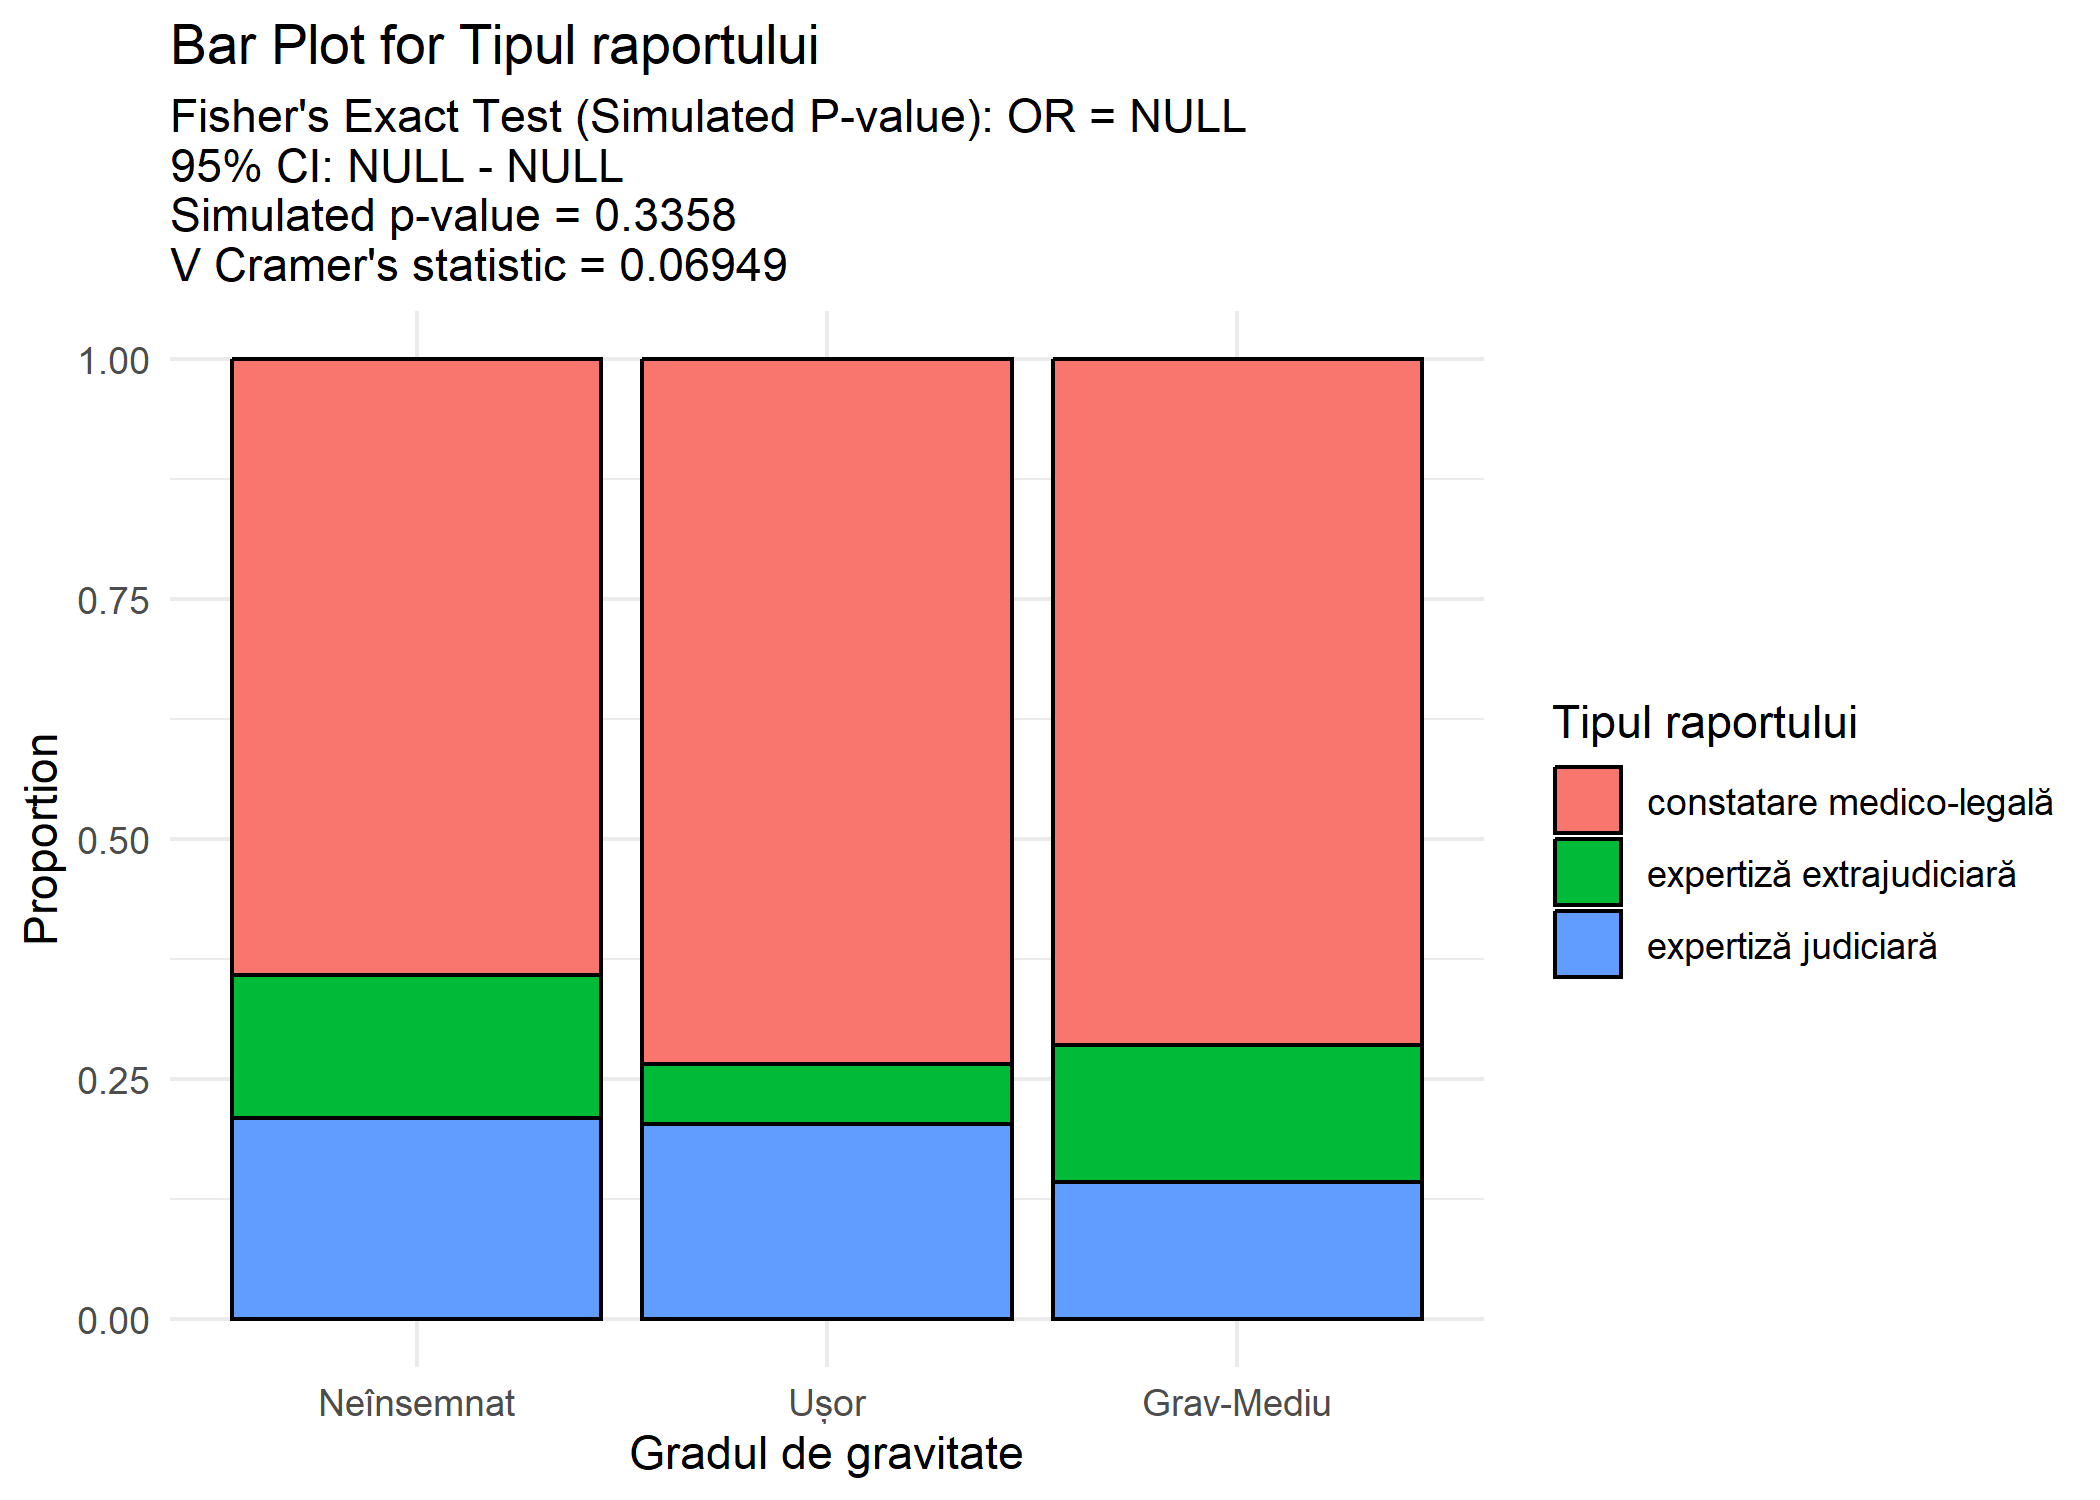 Bar Plot for Tipul raportului
Fisher's Exact Test (Simulated P-value): OR = NULL
95% CI: NULL - NULL
Simulated p-value = 0.3358
V Cramer's statistic = 0.06949
1.00
0.75
0.50
0.25
0.00
Proportion
Neînsemnat
Ușor
Grav-Mediu
Gradul de gravitate
Tipul raportului
constatare medico-legală
expertiză extrajudiciară
expertiză judiciară